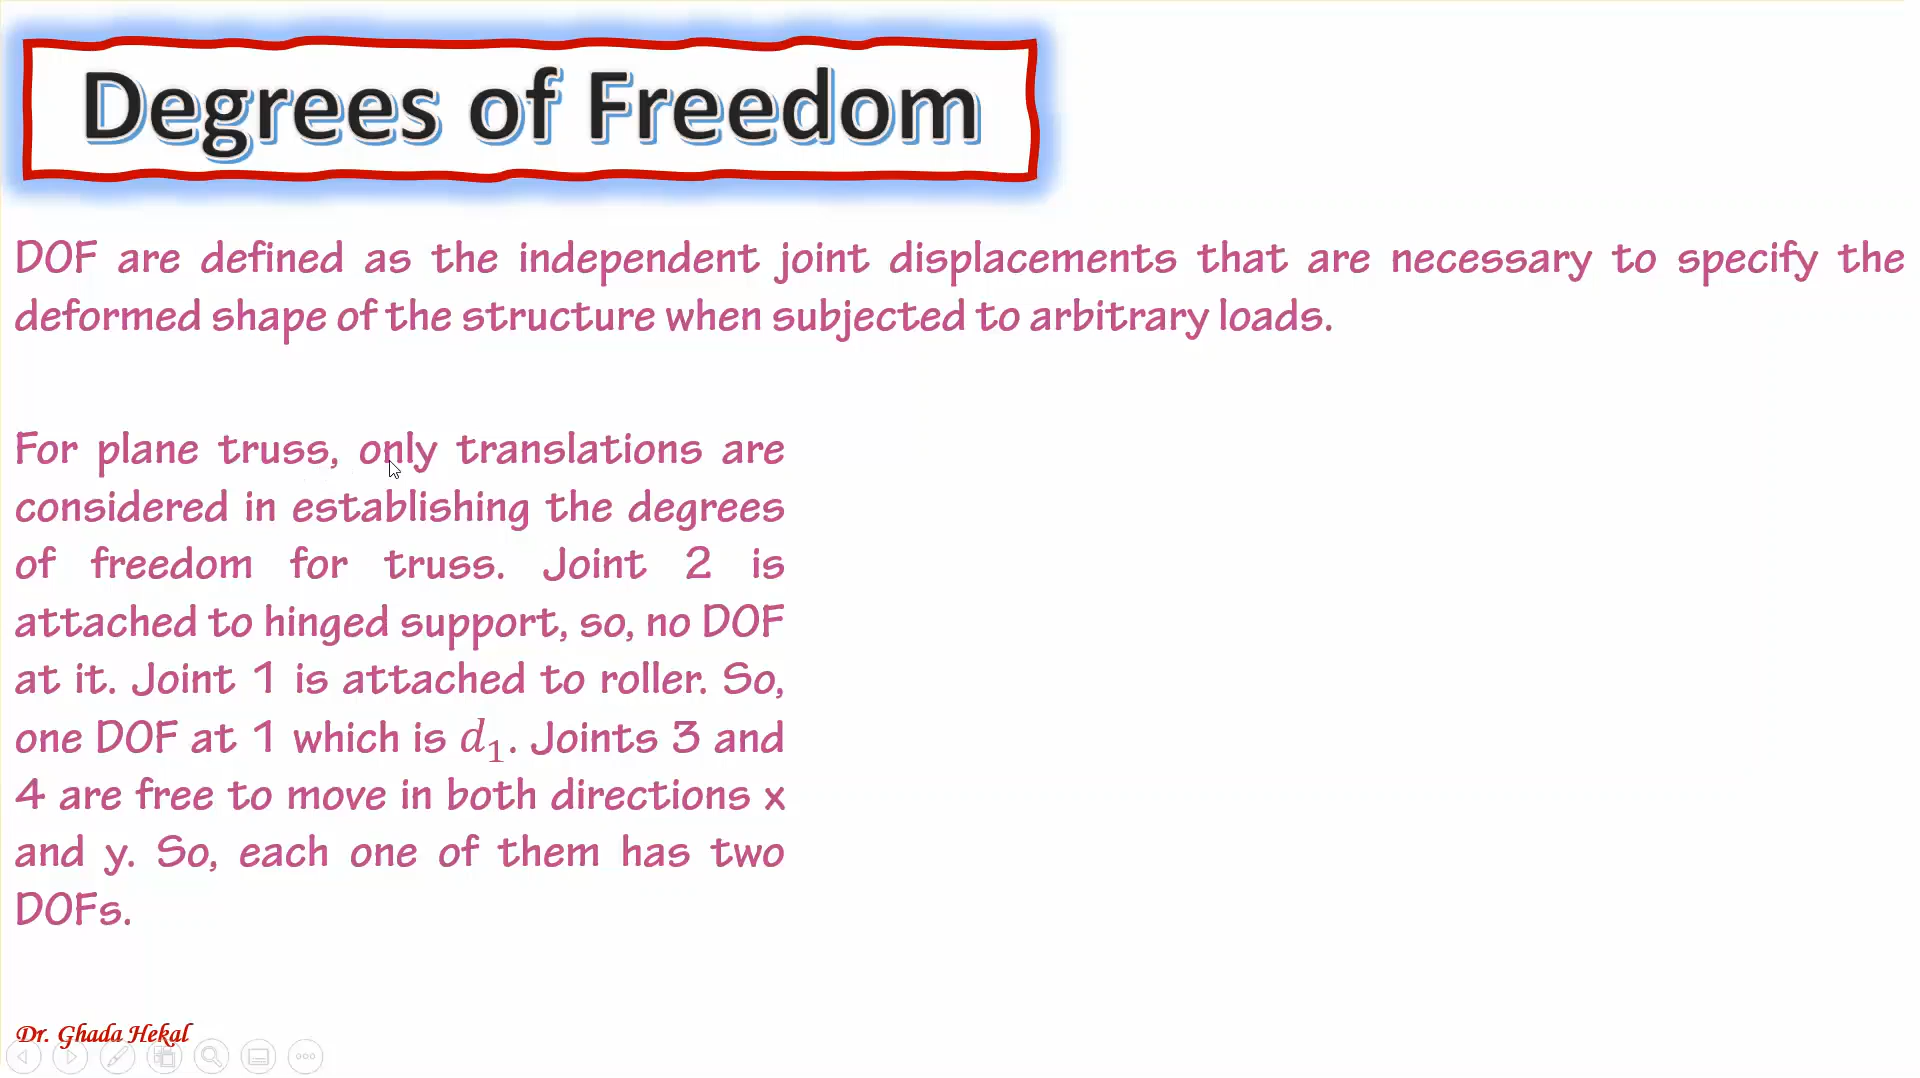 Degrees of Freedom
DOF are defined as the independent joint displacements that are necessary to specify the
deformed shape of the structure when subjected to arbitrary loads.
For plane truss, only translations are
considered in establishing the degrees
of freedom for truss. Joint 2 is
attached to hinged support, so, no DOF
at it. Joint 1 is attached to roller. So,
one DOF at 1 which is d₁. Joints 3 and
4 are free to move in both directions x
and y. So, each one of them has two
DOFs.
Dr. Ghada Hekal